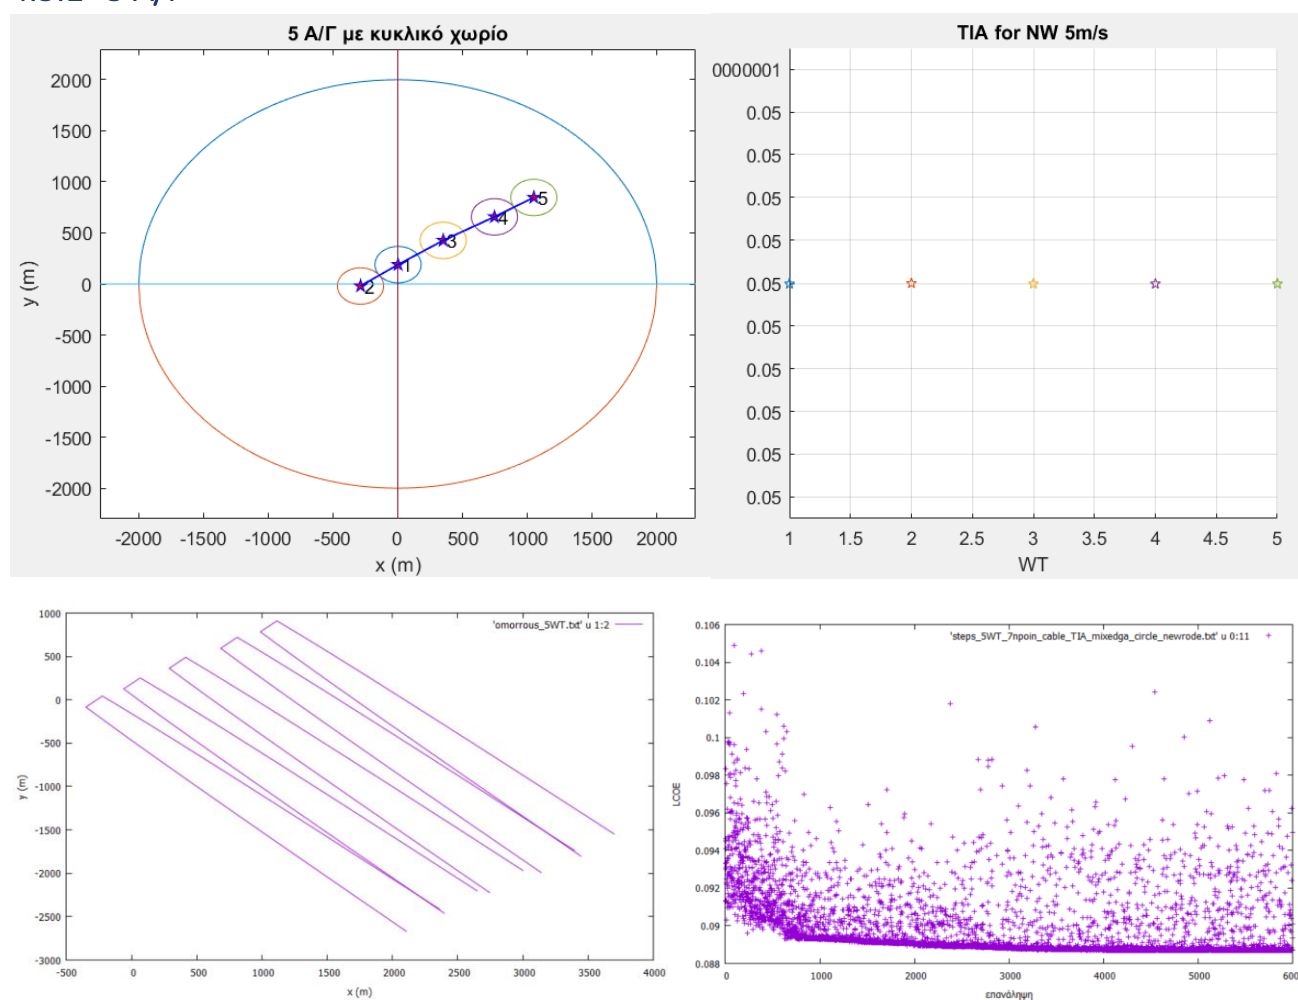 5 Α/Γ με κυκλικό χωρίο
2000
1500
1000
500
0
-500
-1000
-1500
-2000
y (m)
5
4
3
1
2
-2000 -1500 -1000 -500 0 500 1000 1500 2000
x (m)
TIA for NW 5m/s
0000001
0.05
0.05
0.05
0.05
0.05
0.05
0.05
0.05
0.05
0.05
1 1.5 2 2.5 3 3.5 4 4.5 5
WT
1000
500
0
-500
-1000
-1500
-2000
-2500
-3000
y (m)
'omorrous_5WT.txt' u 1:2
-500 0 500 1000 1500 2000 2500 3000 3500 4000
x (m)
0.106
0.104
0.102
0.1
0.098
0.096
0.094
0.092
0.09
0.088
LCOE
'steps_5WT_7npoin_cable_TIA_mixedga_circle_newrode.txt' u 0:11
0 1000 2000 3000 4000 5000 600
επανάληψη